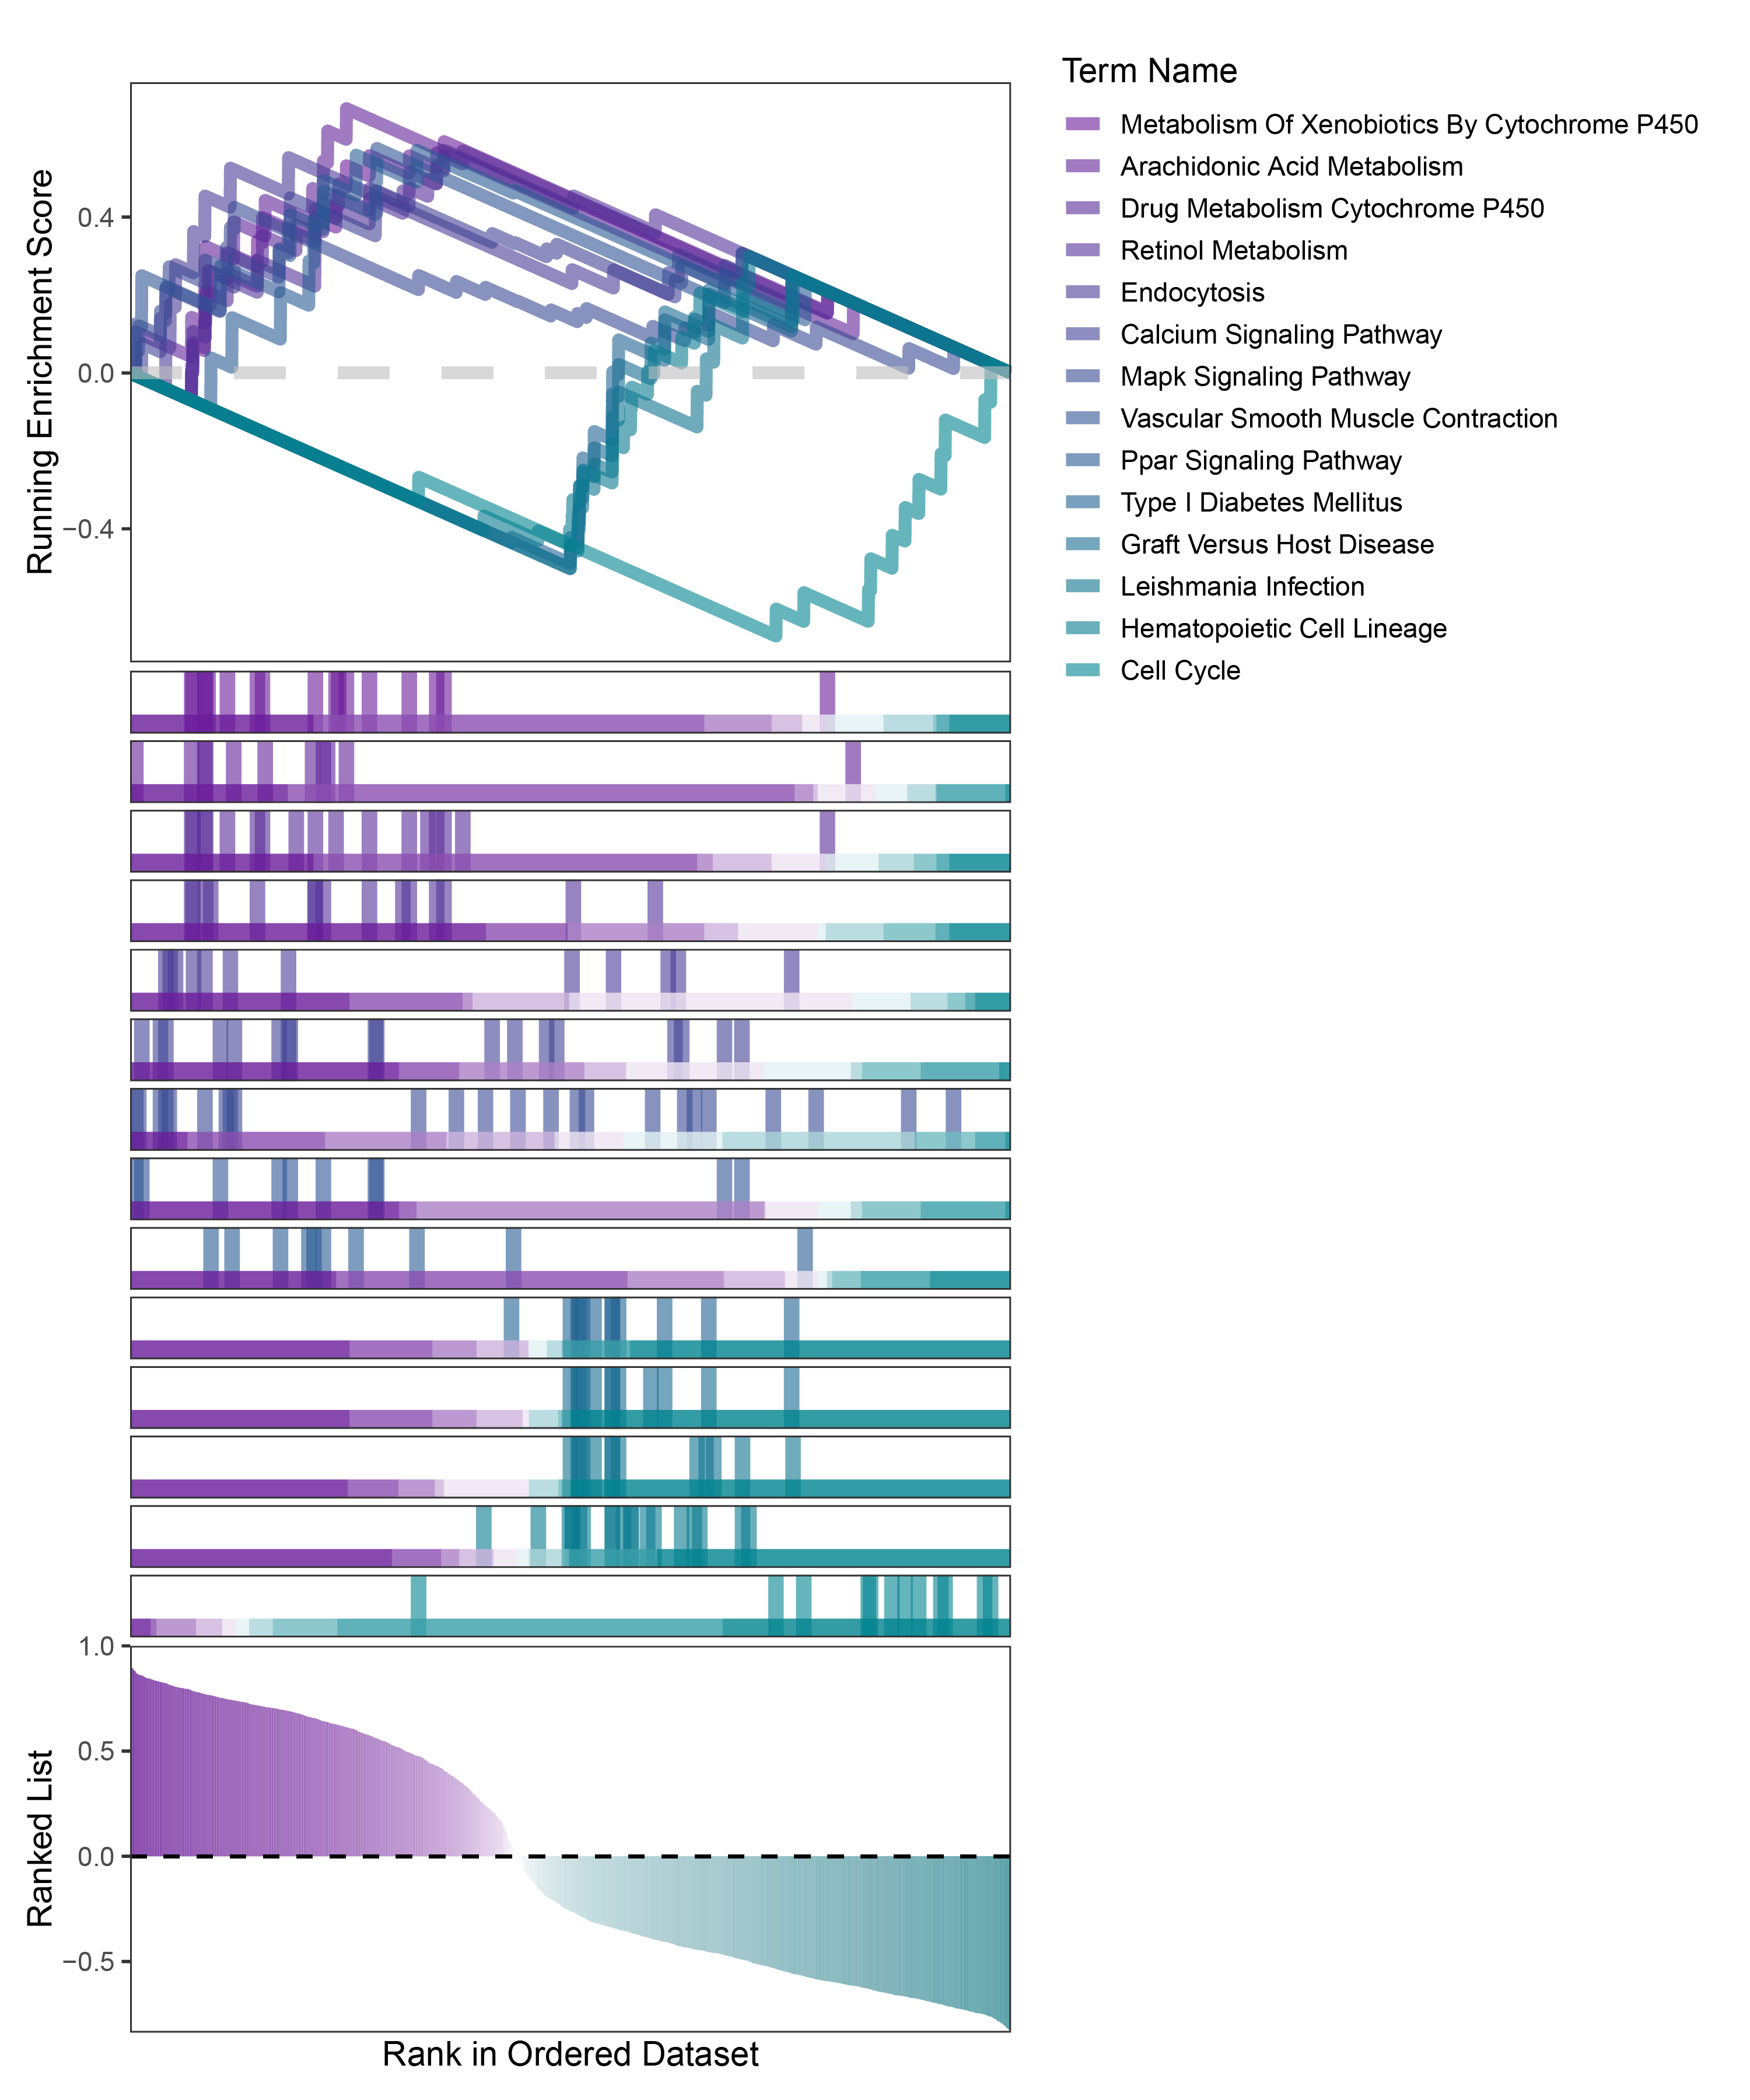 Term Name
Metabolism Of Xenobiotics By Cytochrome P450
Arachidonic Acid Metabolism
Drug Metabolism Cytochrome P450
Retinol Metabolism
Endocytosis
Calcium Signaling Pathway
Mapk Signaling Pathway
Vascular Smooth Muscle Contraction
Ppar Signaling Pathway
Type I Diabetes Mellitus
Graft Versus Host Disease
Leishmania Infection
Hematopoietic Cell Lineage
Cell Cycle
Running Enrichment Score
0.4
0.0
−0.4
Ranked List
1.0
0.5
0.0
−0.5
Rank in Ordered Dataset